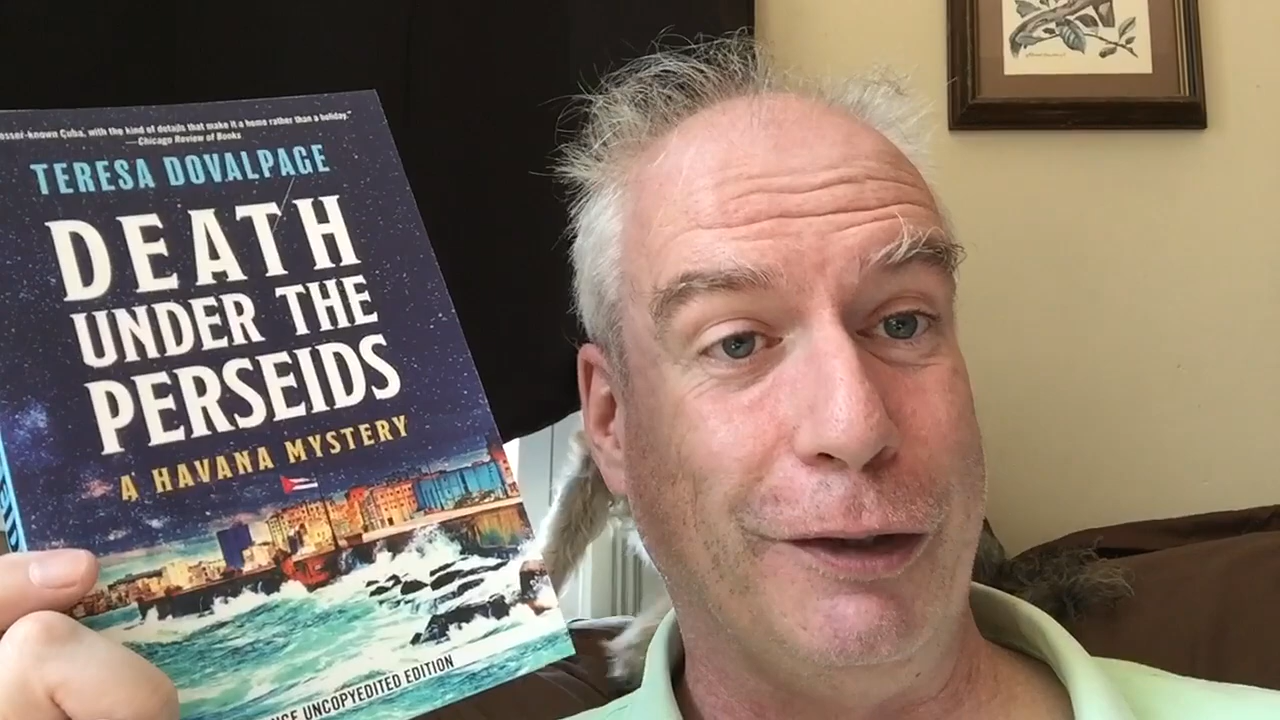 lesser-known Cuba, with the kind of details that make it a home rather than a holiday."
—Chicago Review of Books
TERESA DOVALPAGE
DEATH
UNDER THE
PERSEIDS
A HAVANA MYSTERY
UNCOPYEDITED EDITION